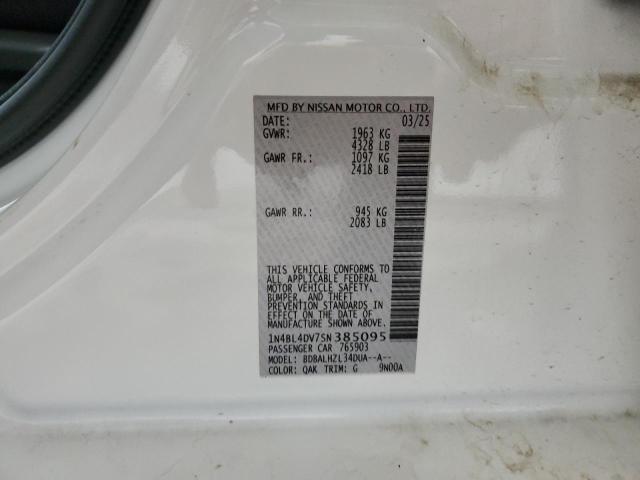 MFD BY NISSAN MOTOR CO., LTD.
DATE: 03/25
GVWR: 1963 KG
4328 LB
GAWR FR.: 1097 KG
2418 LB
GAWR RR.: 945 KG
2083 LB
THIS VEHICLE CONFORMS TO
ALL APPLICABLE FEDERAL
MOTOR VEHICLE SAFETY,
BUMPER, AND THEFT
PREVENTION STANDARDS IN
EFFECT ON THE DATE OF
MANUFACTURE SHOWN ABOVE.
1N4BL4DV7SN385095
PASSENGER CAR 765903
MODEL: BDBALHZL34DUA--A--
COLOR: QAK TRIM: G 9N00A